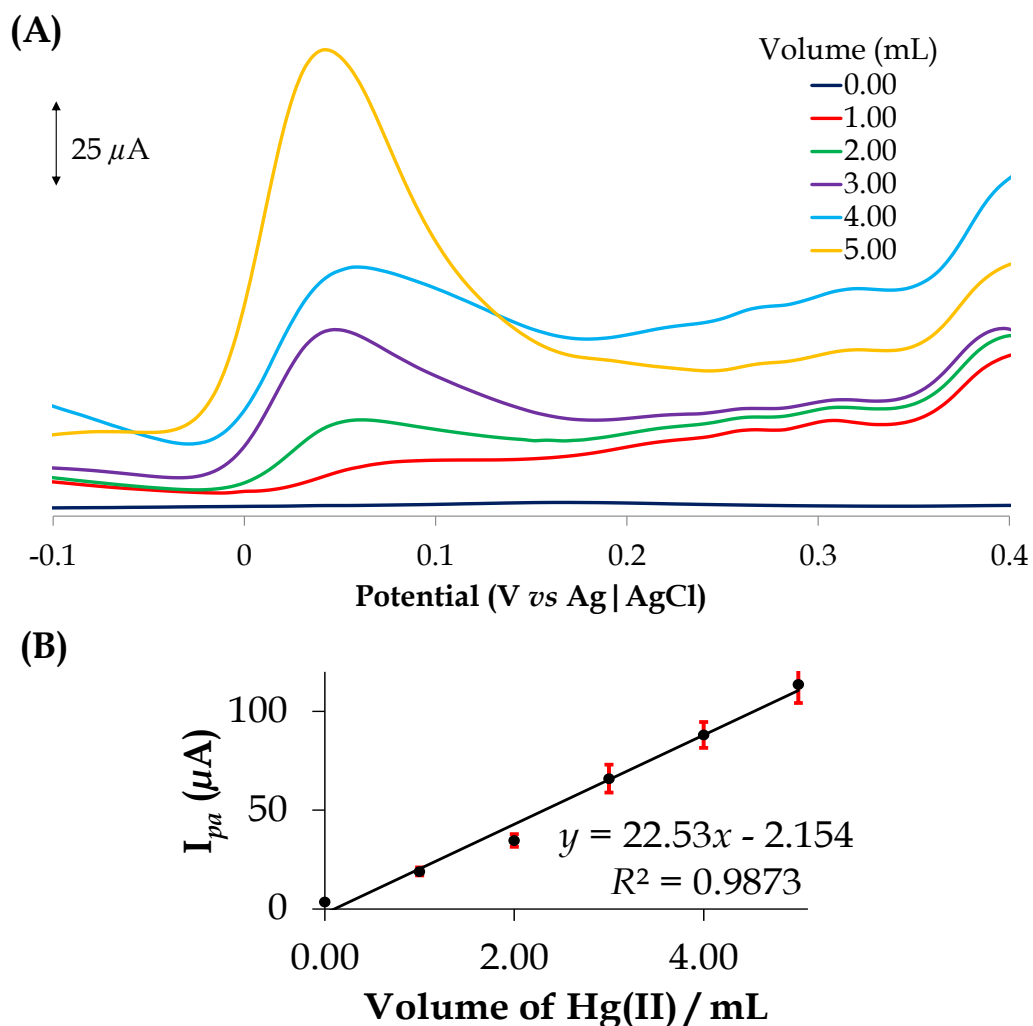 (A)
Volume (mL)
0.00
1.00
2.00
3.00
4.00
5.00
25 μA
-0.1 0 0.1 0.2 0.3 0.4
Potential (V vs Ag|AgCl)
(B)
100
50
0
I_pa (μA)
y = 22.53x - 2.154
R² = 0.9873
0.00 2.00 4.00
Volume of Hg(II) / mL